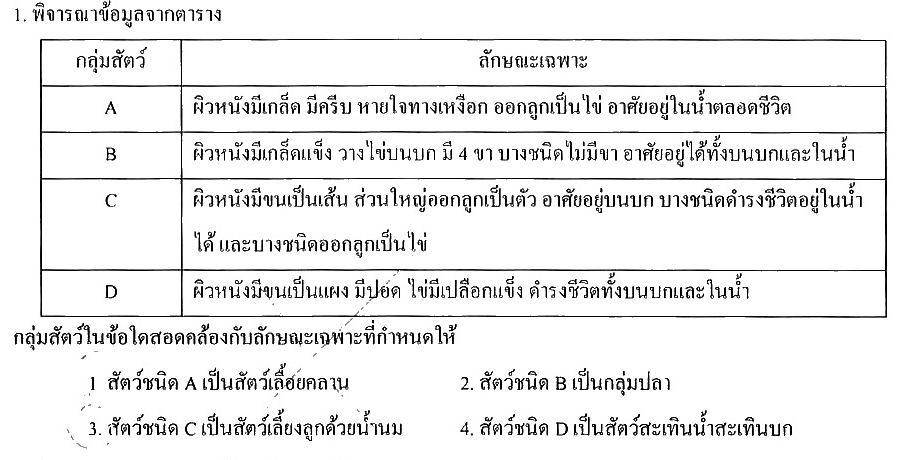 1. พิจารณาข้อมูลจากตาราง
กลุ่มสัตว์ ลักษณะเฉพาะ
A ผิวหนังมีเกล็ด มีครีบ หายใจทางเหงือก ออกลูกเป็นไข่ อาศัยอยู่ในน้ำตลอดชีวิต
B ผิวหนังมีเกล็ดแข็ง วางไข่บนบก มี 4 ขา บางชนิดไม่มีขา อาศัยอยู่ได้ทั้งบนบกและในน้ำ
C ผิวหนังมีขนเป็นเส้น ส่วนใหญ่ออกลูกเป็นตัว อาศัยอยู่บนบก บางชนิดดำรงชีวิตอยู่ในน้ำ
ได้ และบางชนิดออกลูกเป็นไข่
D ผิวหนังมีขนเป็นแผง มีปอด ไข่มีเปลือกแข็ง ดำรงชีวิตทั้งบนบกและในน้ำ
กลุ่มสัตว์ในข้อใดสอดคล้องกับลักษณะเฉพาะที่กำหนดให้
1 สัตว์ชนิด A เป็นสัตว์เลื้อยคลาน 2. สัตว์ชนิด B เป็นกลุ่มปลา
3. สัตว์ชนิด C เป็นสัตว์เลี้ยงลูกด้วยน้ำนม 4. สัตว์ชนิด D เป็นสัตว์สะเทินน้ำสะเทินบก